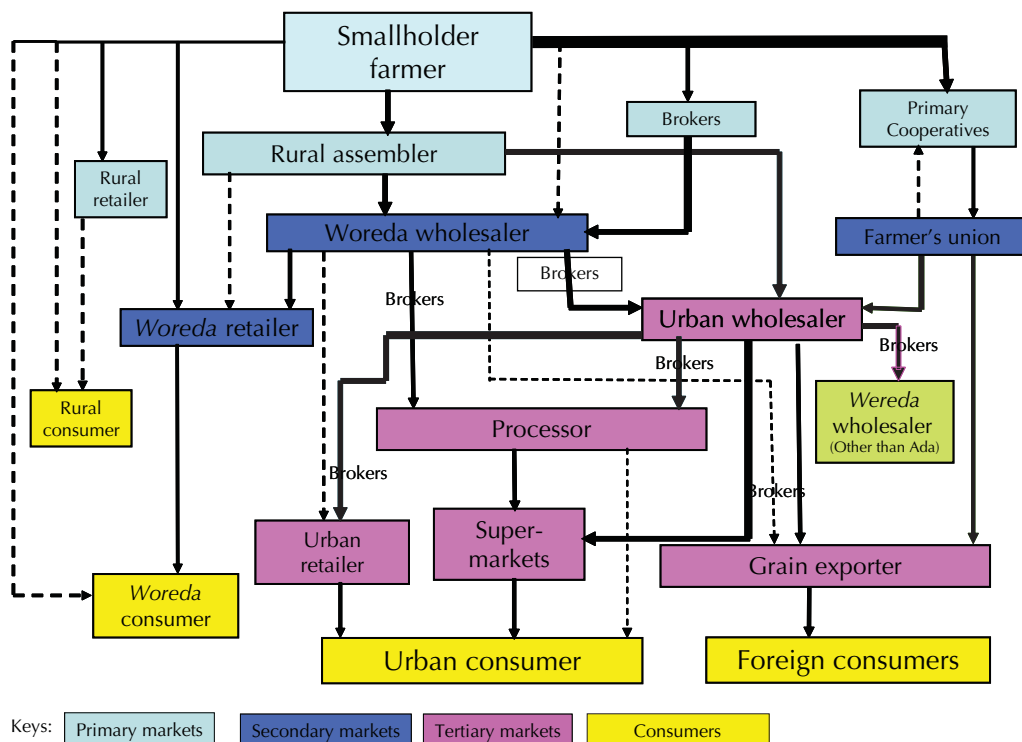 Smallholder
farmer
Brokers
Primary
Cooperatives
Rural assembler
Rural
retailer
Woreda wholesaler
Farmer's union
Brokers
Brokers
Woreda retailer
Urban wholesaler
Brokers
Brokers
Rural
consumer
Processor
Wereda
wholesaler
(Other than Ada)
Brokers
Brokers
Urban
retailer
Super-
markets
Grain exporter
Woreda
consumer
Urban consumer
Foreign consumers
Keys:
Primary markets
Secondary markets
Tertiary markets
Consumers